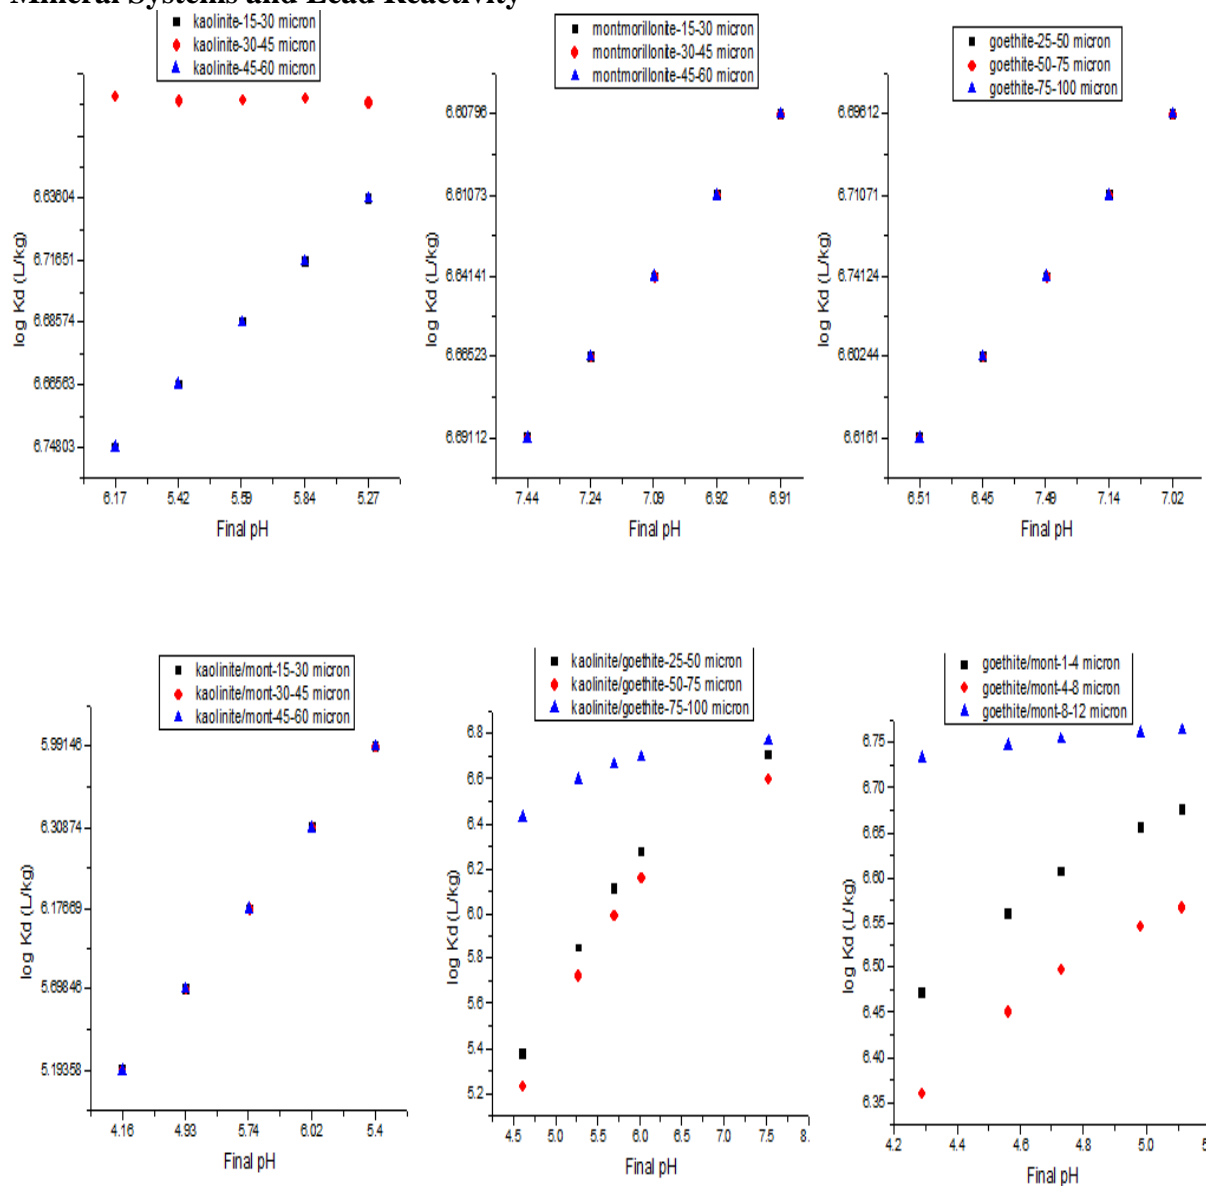 Mineral Systems and Lead Reactivity
kaolinite-15-30 micron
kaolinite-30-45 micron
kaolinite-45-60 micron
log Kd (L/kg)
6.63604
6.71651
6.68574
6.66563
6.74803
6.17 5.42 5.59 5.84 5.27
Final pH
montmorillonite-15-30 micron
montmorillonite-30-45 micron
montmorillonite-45-60 micron
log Kd (L/kg)
6.60796
6.61073
6.64141
6.66523
6.69112
7.44 7.24 7.09 6.92 6.91
Final pH
goethite-25-50 micron
goethite-50-75 micron
goethite-75-100 micron
log Kd (L/kg)
6.69612
6.71071
6.74124
6.60244
6.6161
6.51 6.46 7.49 7.14 7.02
Final pH
kaolinite/mont-15-30 micron
kaolinite/mont-30-45 micron
kaolinite/mont-45-60 micron
log Kd (L/kg)
5.99146
6.30874
6.17669
5.69846
5.19358
4.16 4.93 5.74 6.02 5.4
Final pH
kaolinite/goethite-25-50 micron
kaolinite/goethite-50-75 micron
kaolinite/goethite-75-100 micron
log Kd (L/kg)
6.8
6.6
6.4
6.2
6.0
5.8
5.6
5.4
5.2
4.5 5.0 5.5 6.0 6.5 7.0 7.5 8.
Final pH
goethite/mont-1-4 micron
goethite/mont-4-8 micron
goethite/mont-8-12 micron
log Kd (L/kg)
6.75
6.70
6.65
6.60
6.55
6.50
6.45
6.40
6.35
4.2 4.4 4.6 4.8 5.0 5
Final pH